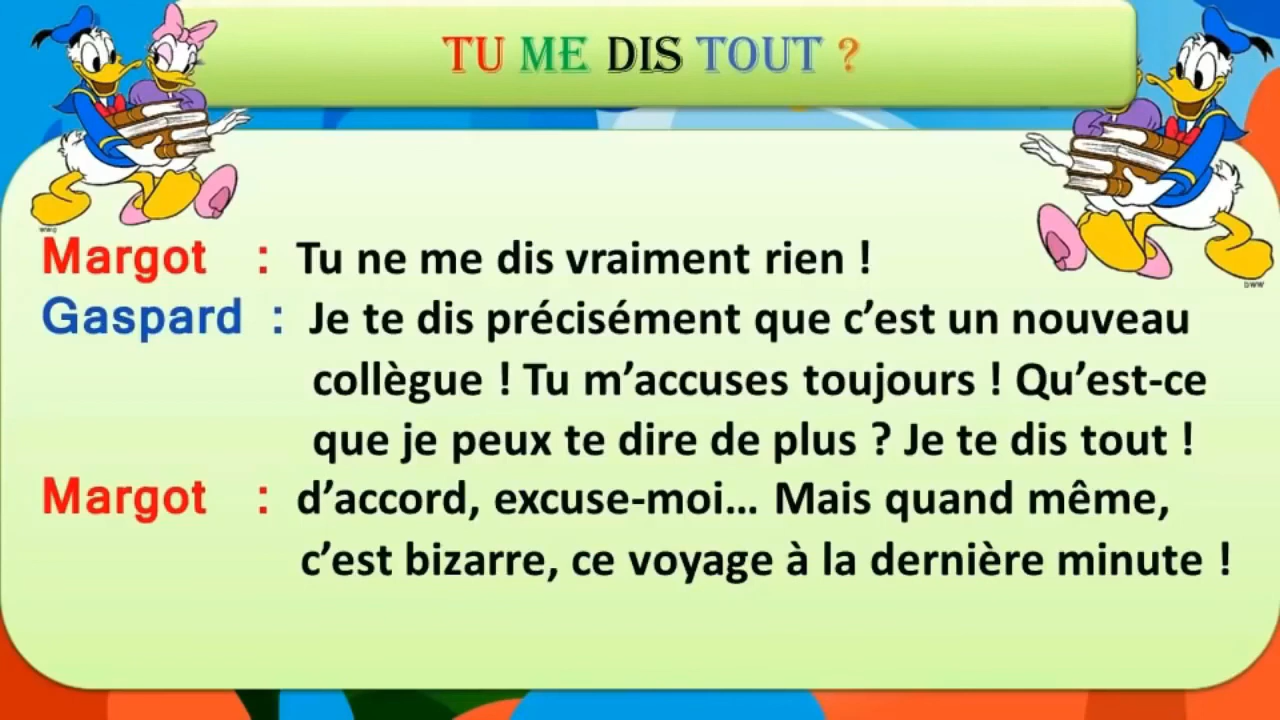 TU ME DIS TOUT ?
Margot : Tu ne me dis vraiment rien !
Gaspard : Je te dis précisément que c’est un nouveau
collègue ! Tu m’accuses toujours ! Qu’est-ce
que je peux te dire de plus ? Je te dis tout !
Margot : d’accord, excuse-moi... Mais quand même,
c’est bizarre, ce voyage à la dernière minute !